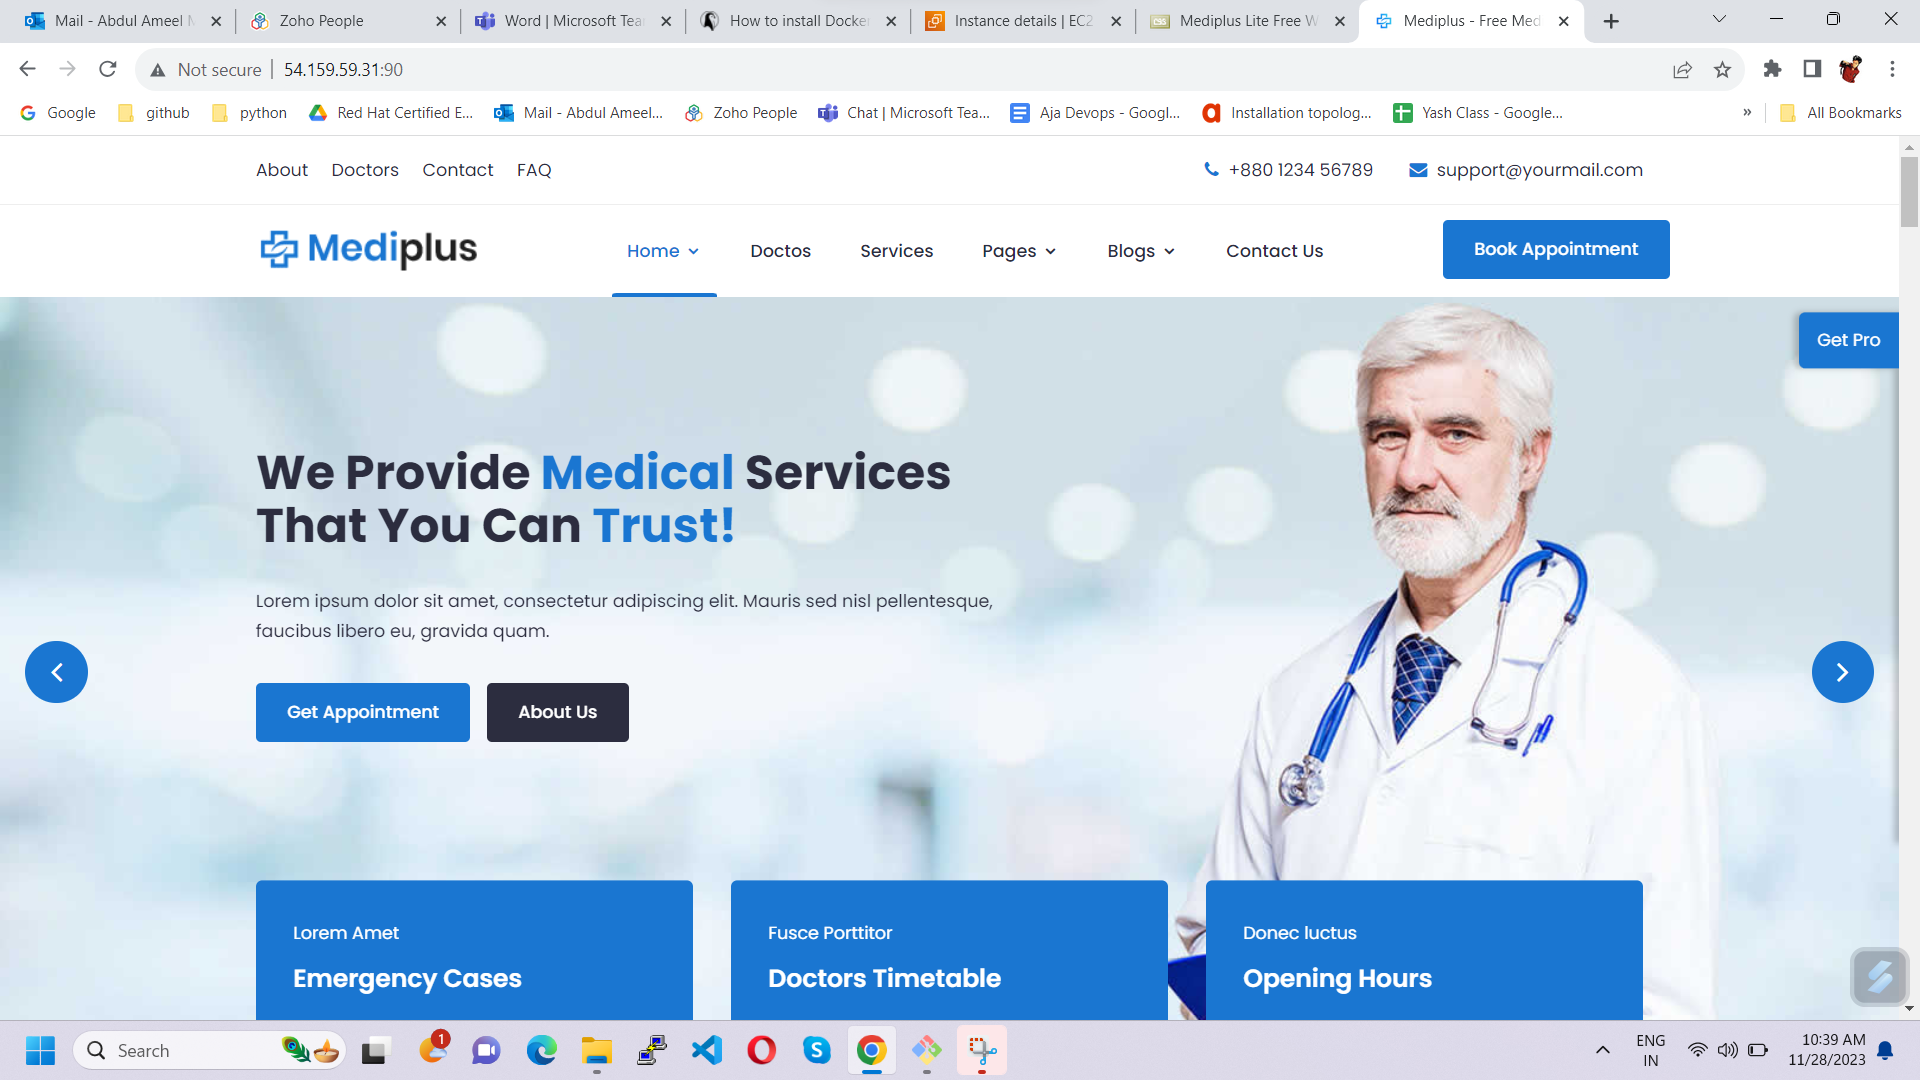 Mail - Abdul Ameel M
Zoho People
Word | Microsoft Tea
How to install Docke
Instance details | EC2
Mediplus Lite Free W
Mediplus - Free Med
Not secure
54.159.59.31:90
Google
github
python
Red Hat Certified E...
Mail - Abdul Ameel...
Zoho People
Chat | Microsoft Tea...
Aja Devops - Googl...
Installation topolog...
Yash Class - Google...
»
All Bookmarks
About
Doctors
Contact
FAQ
+880 1234 56789
support@yourmail.com
Mediplus
Home
Doctos
Services
Pages
Blogs
Contact Us
Book Appointment
Get Pro
We Provide Medical Services
That You Can Trust!
Lorem ipsum dolor sit amet, consectetur adipiscing elit. Mauris sed nisl pellentesque,
faucibus libero eu, gravida quam.
Get Appointment
About Us
Lorem Amet
Emergency Cases
Fusce Porttitor
Doctors Timetable
Donec luctus
Opening Hours
Search
1
ENG
IN
10:39 AM
11/28/2023